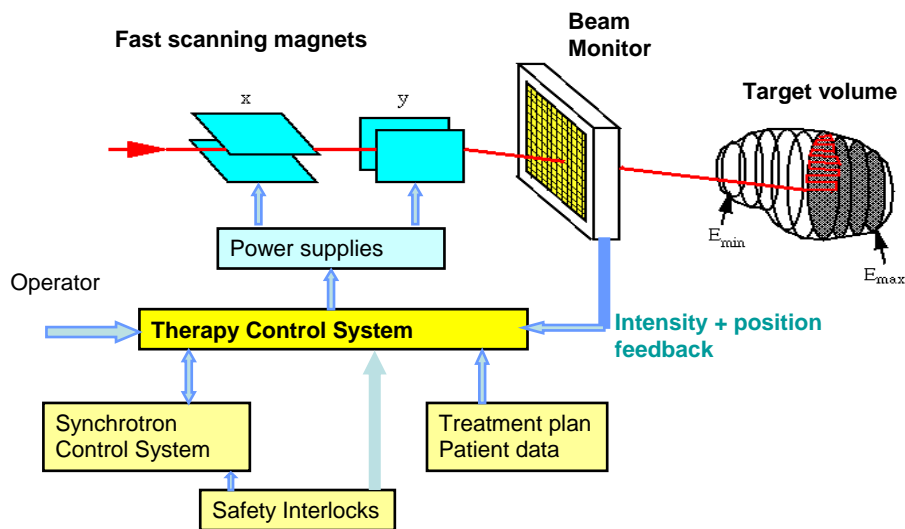 Fast scanning magnets
Beam
Monitor
Target volume
x
y
E_min
E_max
Power supplies
Operator
Therapy Control System
Intensity + position
feedback
Synchrotron
Control System
Treatment plan
Patient data
Safety Interlocks